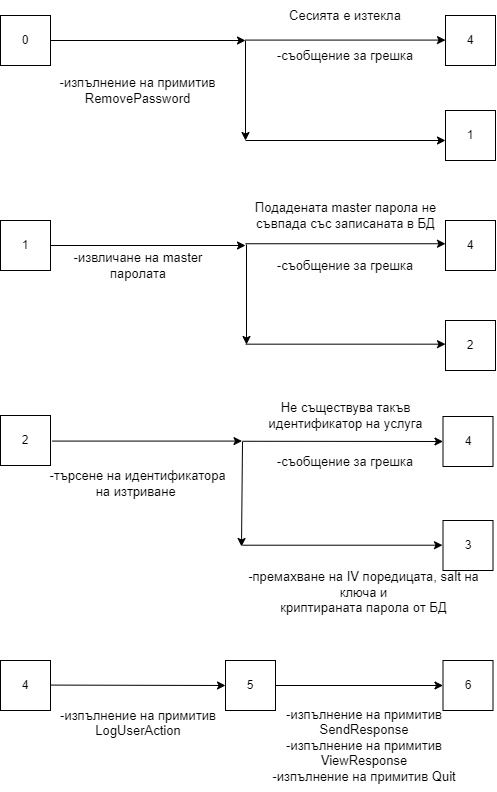 Сесията е изтекла
0
4
-съобщение за грешка
-изпълнение на примитив
RemovePassword
1
Подадената master парола не
съвпада със записаната в БД
1
4
-извличане на master
паролата
-съобщение за грешка
2
Не съществува такъв
идентификатор на услуга
2
4
-съобщение за грешка
-търсене на идентификатора
на изтриване
3
-премахване на IV поредицата, salt на
ключа и
криптираната парола от БД
4
5
6
-изпълнение на примитив
LogUserAction
-изпълнение на примитив
SendResponse
-изпълнение на примитив
ViewResponse
-изпълнение на примитив Quit